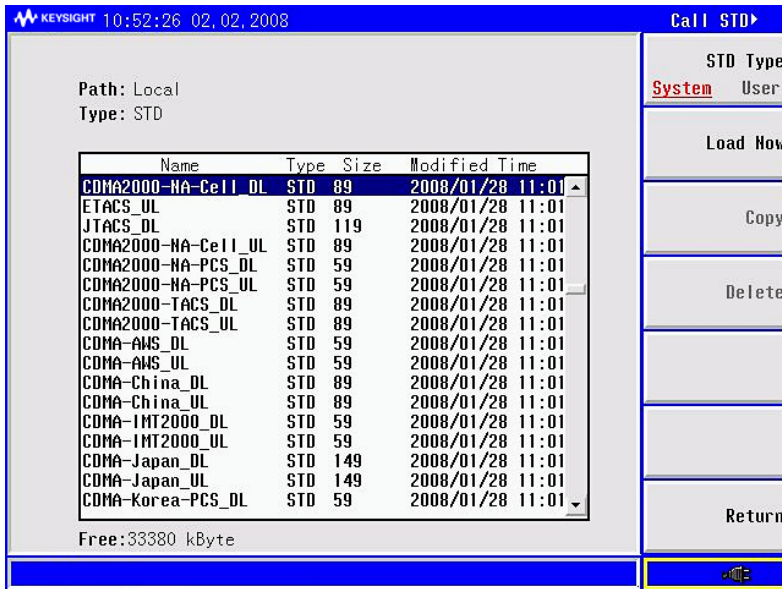 KEYSIGHT 10:52:26 02,02,2008
Call STD
Path: Local
Type: STD
Name Type Size Modified Time
CDMA2000-NA-Cell_DL STD 89 2008/01/28 11:01
ETACS_UL STD 89 2008/01/28 11:01
JTACS_DL STD 119 2008/01/28 11:01
CDMA2000-NA-Cell_UL STD 89 2008/01/28 11:01
CDMA2000-NA-PCS_DL STD 59 2008/01/28 11:01
CDMA2000-NA-PCS_UL STD 59 2008/01/28 11:01
CDMA2000-TACS_DL STD 89 2008/01/28 11:01
CDMA2000-TACS_UL STD 89 2008/01/28 11:01
CDMA-AWS_DL STD 59 2008/01/28 11:01
CDMA-AWS_UL STD 59 2008/01/28 11:01
CDMA-China_DL STD 89 2008/01/28 11:01
CDMA-China_UL STD 89 2008/01/28 11:01
CDMA-IMT2000_DL STD 59 2008/01/28 11:01
CDMA-IMT2000_UL STD 59 2008/01/28 11:01
CDMA-Japan_DL STD 149 2008/01/28 11:01
CDMA-Japan_UL STD 149 2008/01/28 11:01
CDMA-Korea-PCS_DL STD 59 2008/01/28 11:01
Free:33380 kByte
STD Type
System User
Load Now
Copy
Delete
Return